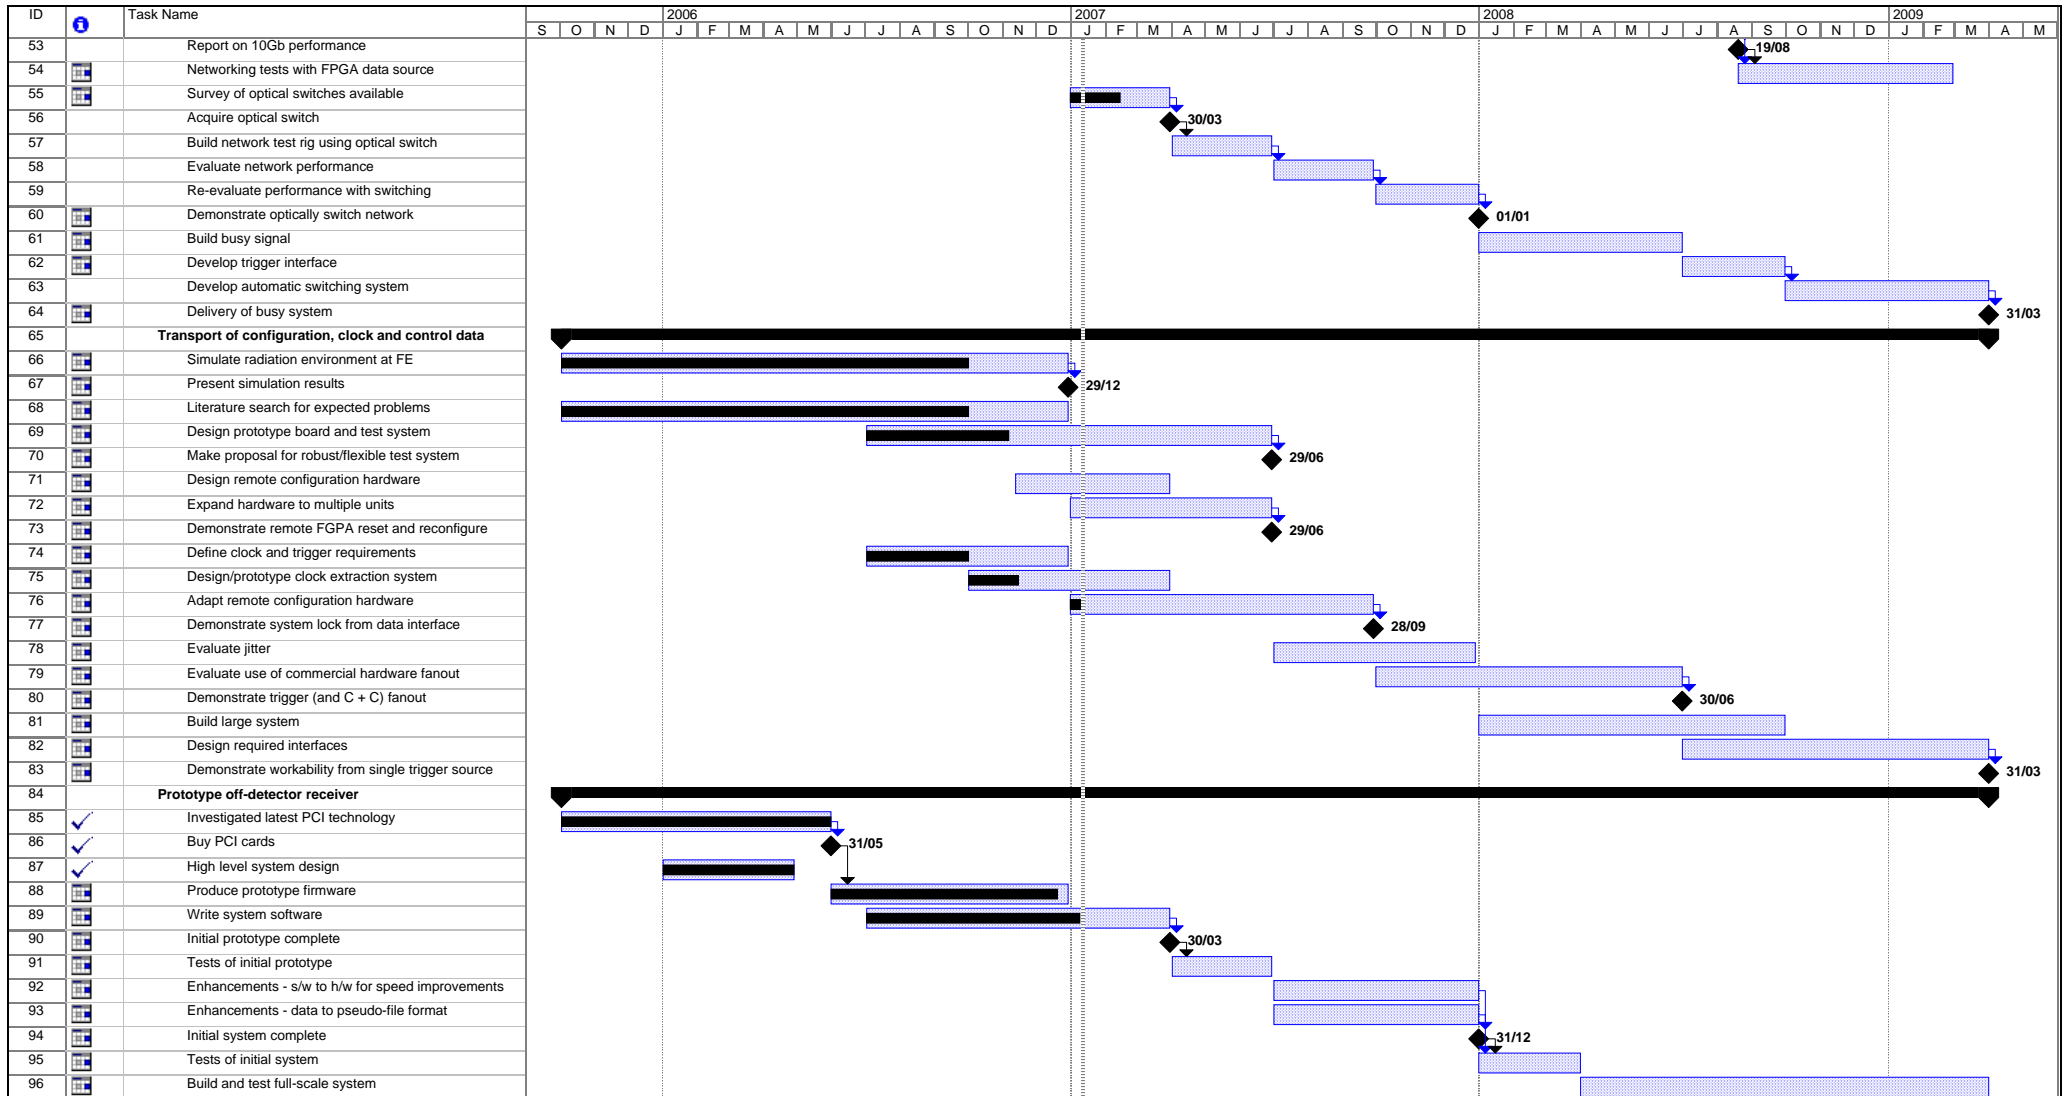 ID Task Name 2006 2007 2008 2009
S O N D J F M A M J J A S O N D J F M A M J J A S O N D J F M A M J J A S O N D J F M A M
53 Report on 10Gb performance 19/08
54 Networking tests with FPGA data source
55 Survey of optical switches available
56 Acquire optical switch 30/03
57 Build network test rig using optical switch
58 Evaluate network performance
59 Re-evaluate performance with switching
60 Demonstrate optically switch network 01/01
61 Build busy signal
62 Develop trigger interface
63 Develop automatic switching system
64 Delivery of busy system 31/03
65 Transport of configuration, clock and control data
66 Simulate radiation environment at FE
67 Present simulation results 29/12
68 Literature search for expected problems
69 Design prototype board and test system
70 Make proposal for robust/flexible test system 29/06
71 Design remote configuration hardware
72 Expand hardware to multiple units
73 Demonstrate remote FGPA reset and reconfigure 29/06
74 Define clock and trigger requirements
75 Design/prototype clock extraction system
76 Adapt remote configuration hardware
77 Demonstrate system lock from data interface 28/09
78 Evaluate jitter
79 Evaluate use of commercial hardware fanout
80 Demonstrate trigger (and C + C) fanout 30/06
81 Build large system
82 Design required interfaces
83 Demonstrate workability from single trigger source 31/03
84 Prototype off-detector receiver
85 Investigated latest PCI technology
86 Buy PCI cards 31/05
87 High level system design
88 Produce prototype firmware
89 Write system software
90 Initial prototype complete 30/03
91 Tests of initial prototype
92 Enhancements - s/w to h/w for speed improvements
93 Enhancements - data to pseudo-file format
94 Initial system complete 31/12
95 Tests of initial system
96 Build and test full-scale system